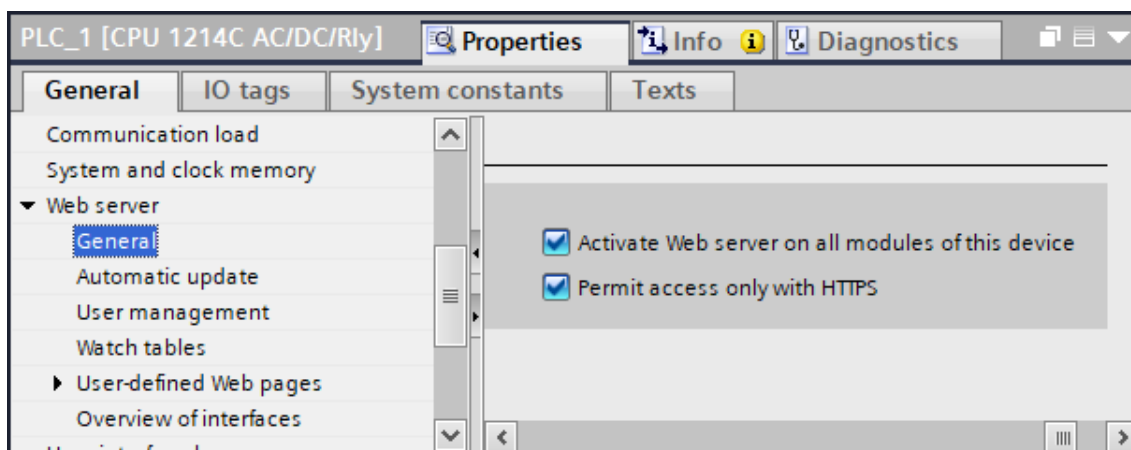 PLC_1 [CPU 1214C AC/DC/Rly]
Properties
Info
Diagnostics
General
IO tags
System constants
Texts
Communication load
System and clock memory
Web server
General
Automatic update
User management
Watch tables
User-defined Web pages
Overview of interfaces
Activate Web server on all modules of this device
Permit access only with HTTPS